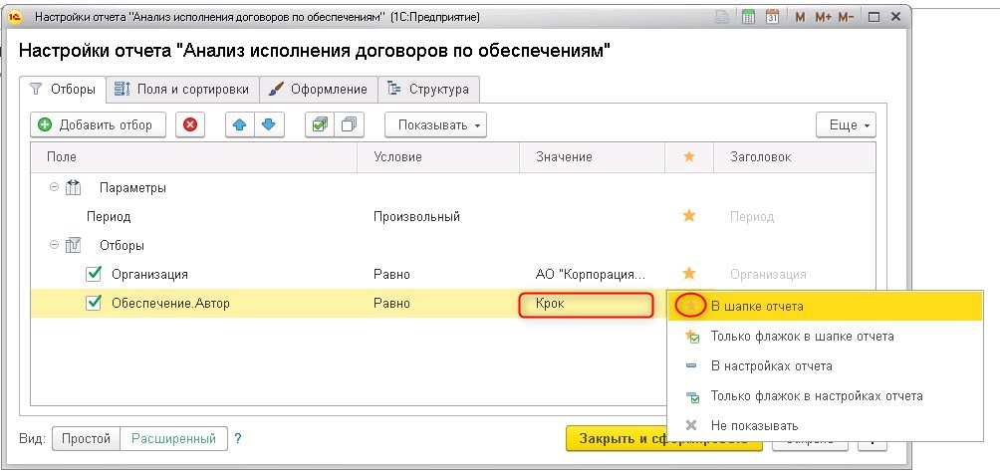 Настройки отчета "Анализ исполнения договоров по обеспечениям" (1С:Предприятие)
M M+ M-
Настройки отчета "Анализ исполнения договоров по обеспечениям"
Отборы Поля и сортировки Оформление Структура
Добавить отбор Показывать Еще
Поле Условие Значение Заголовок
Параметры
Период Произвольный Период
Отборы
Организация Равно АО "Корпорация... Организация
Обеспечение.Автор Равно Крок
В шапке отчета
Только флажок в шапке отчета
В настройках отчета
Только флажок в настройках отчета
Не показывать
Вид: Простой Расширенный ? Закрыть и сформировать